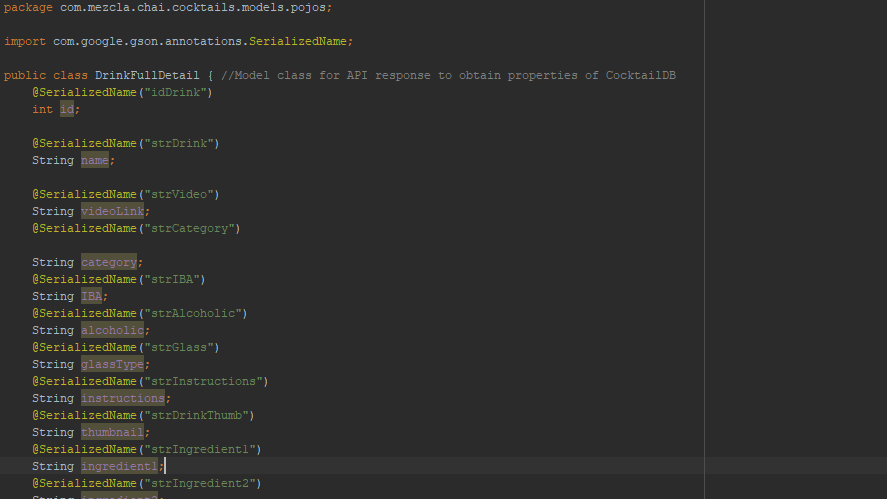 package com.mezcla.chai.cocktails.models.pojos;
import com.google.gson.annotations.SerializedName;
public class DrinkFullDetail { //Model class for API response to obtain properties of CocktailDB
@SerializedName("idDrink")
int id;
@SerializedName("strDrink")
String name;
@SerializedName("strVideo")
String videoLink;
@SerializedName("strCategory")
String category;
@SerializedName("strIBA")
String IBA;
@SerializedName("strAlcoholic")
String alcoholic;
@SerializedName("strGlass")
String glassType;
@SerializedName("strInstructions")
String instructions;
@SerializedName("strDrinkThumb")
String thumbnail;
@SerializedName("strIngredient1")
String ingredient1;
@SerializedName("strIngredient2")
String ingredient2;